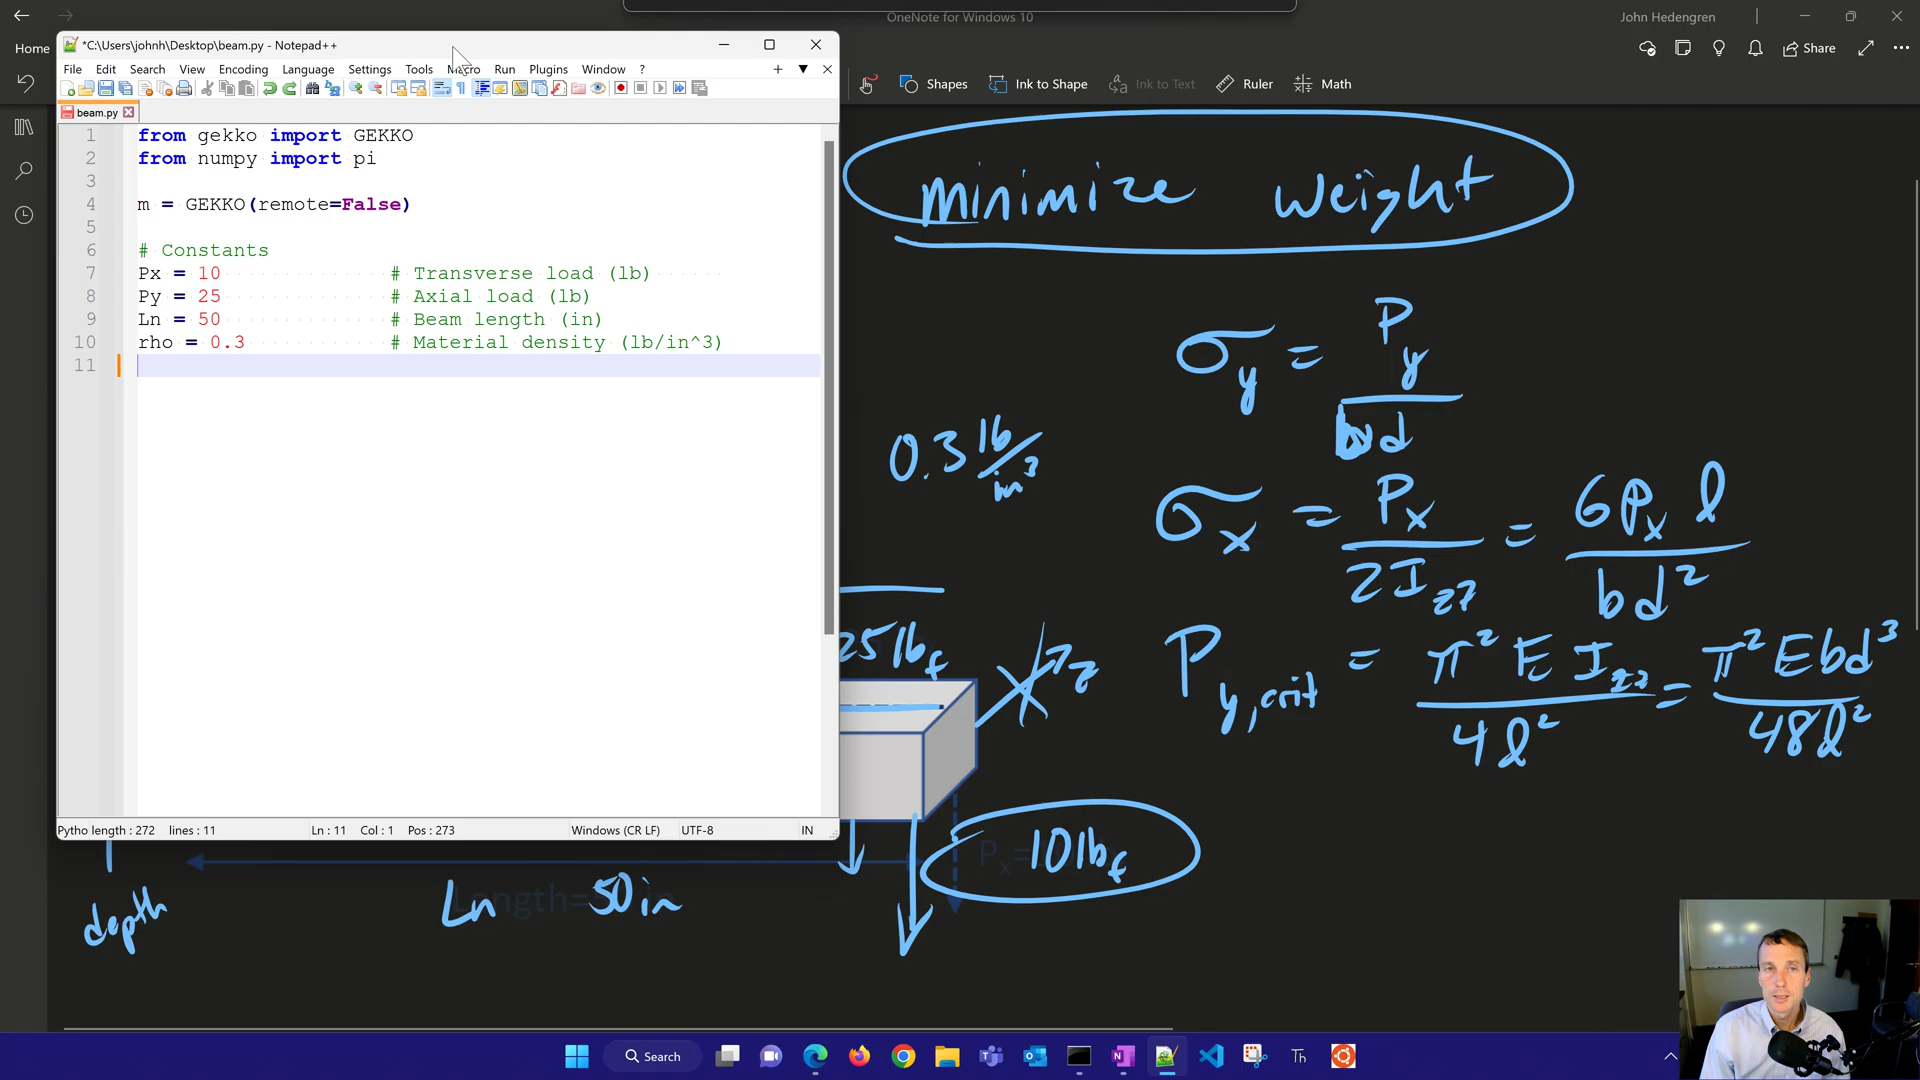 OneNote for Windows 10
John Hedengren
Home
Share
Shapes
Ink to Shape
Ink to Text
Ruler
Math
*C:\Users\johnh\Desktop\beam.py - Notepad++
File Edit Search View Encoding Language Settings Tools Macro Run Plugins Window ?
beam.py
1 from gekko import GEKKO
2 from numpy import pi
3
4 m = GEKKO(remote=False)
5
6 # Constants
7 Px = 10 # Transverse load (lb)
8 Py = 25 # Axial load (lb)
9 Ln = 50 # Beam length (in)
10 rho = 0.3 # Material density (lb/in^3)
11
Pytho length : 272 lines : 11 Ln : 11 Col : 1 Pos : 273 Windows (CR LF) UTF-8 IN
minimize weight
σy = Py / bd
0.3 lb/in³
σx = Px / 2Izz = 6Px l / bd²
25 lbf
z
Py,crit = π² E Izz / 4l² = π² Ebd³ / 48l²
10 lbf
Px=
depth
Length=
Ln 50 in
Search
Th